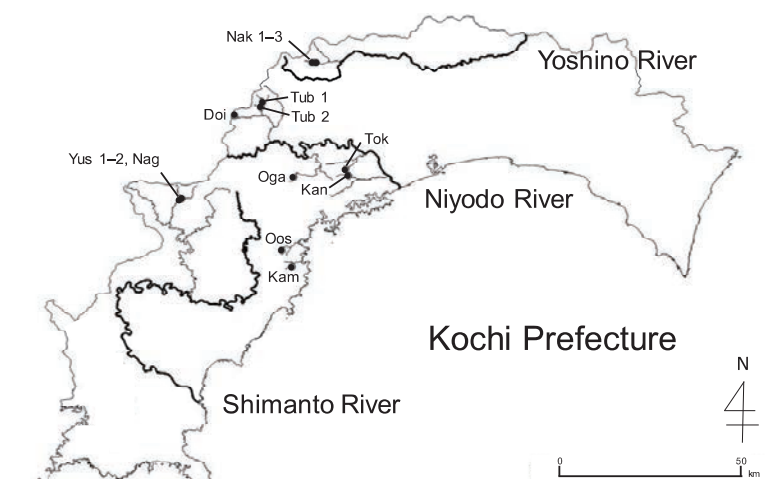 Nak 1–3
Yoshino River
Tub 1
Doi
Tub 2
Tok
Yus 1–2, Nag
Oga
Kan
Niyodo River
Oos
Kam
Kochi Prefecture
N
Shimanto River
0
50
km